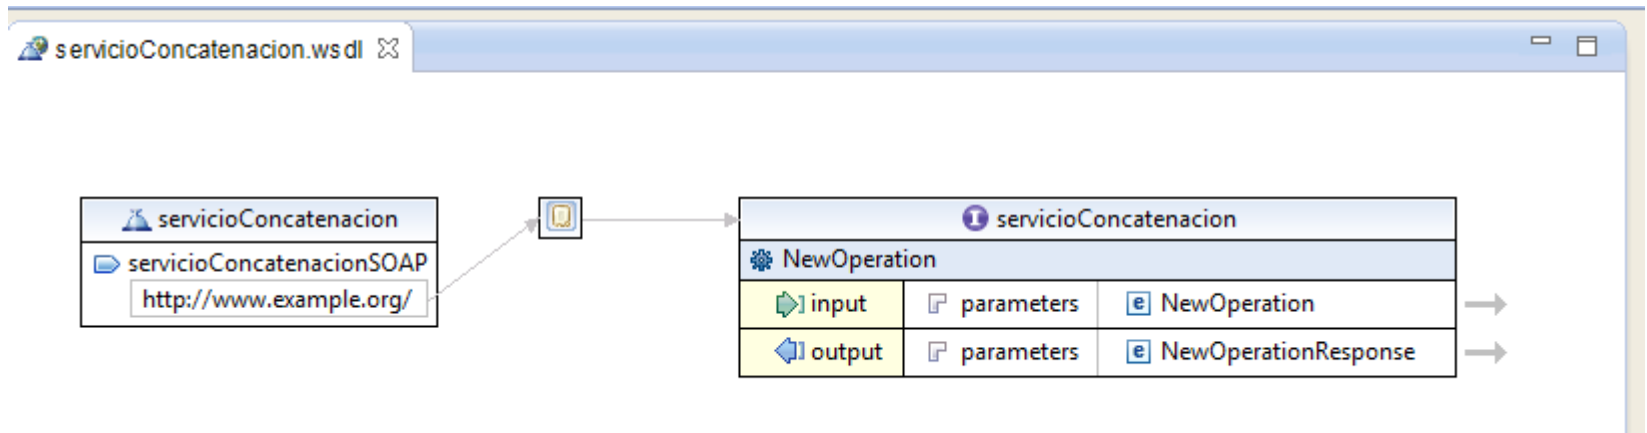 servicioConcatenacion.wsdl
servicioConcatenacion
servicioConcatenacionSOAP
http://www.example.org/
servicioConcatenacion
NewOperation
input parameters NewOperation
output parameters NewOperationResponse